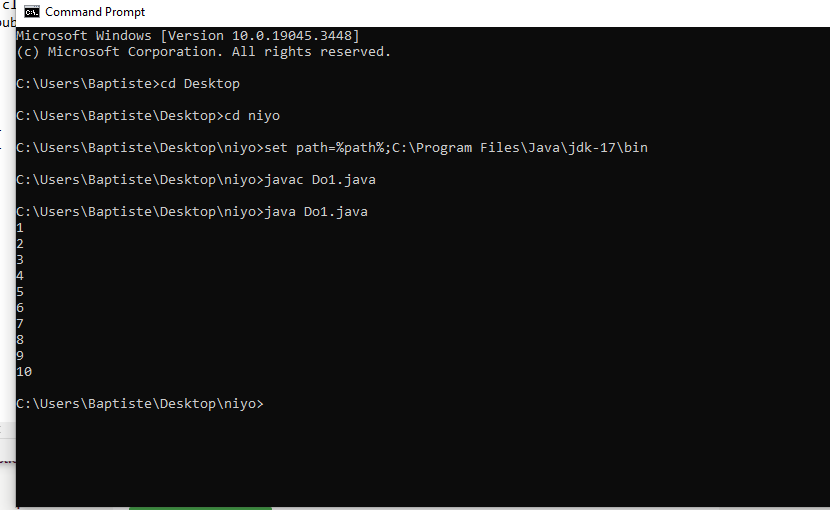 Command Prompt
Microsoft Windows [Version 10.0.19045.3448]
(c) Microsoft Corporation. All rights reserved.
C:\Users\Baptiste>cd Desktop
C:\Users\Baptiste\Desktop>cd niyo
C:\Users\Baptiste\Desktop\niyo>set path=%path%;C:\Program Files\Java\jdk-17\bin
C:\Users\Baptiste\Desktop\niyo>javac Do1.java
C:\Users\Baptiste\Desktop\niyo>java Do1.java
1
2
3
4
5
6
7
8
9
10
C:\Users\Baptiste\Desktop\niyo>